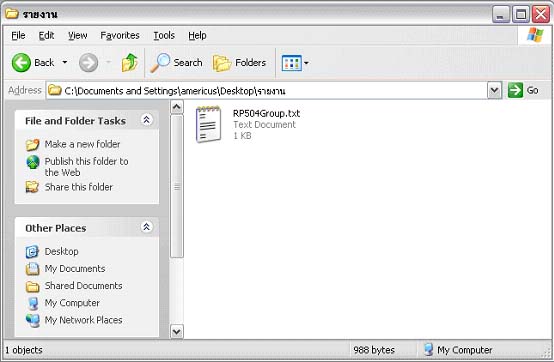 รายงาน
File Edit View Favorites Tools Help
Back Search Folders
Address C:\Documents and Settings\americus\Desktop\รายงาน Go
File and Folder Tasks
Make a new folder
Publish this folder to
the Web
Share this folder
Other Places
Desktop
My Documents
Shared Documents
My Computer
My Network Places
RP504Group.txt
Text Document
1 KB
1 objects 988 bytes My Computer